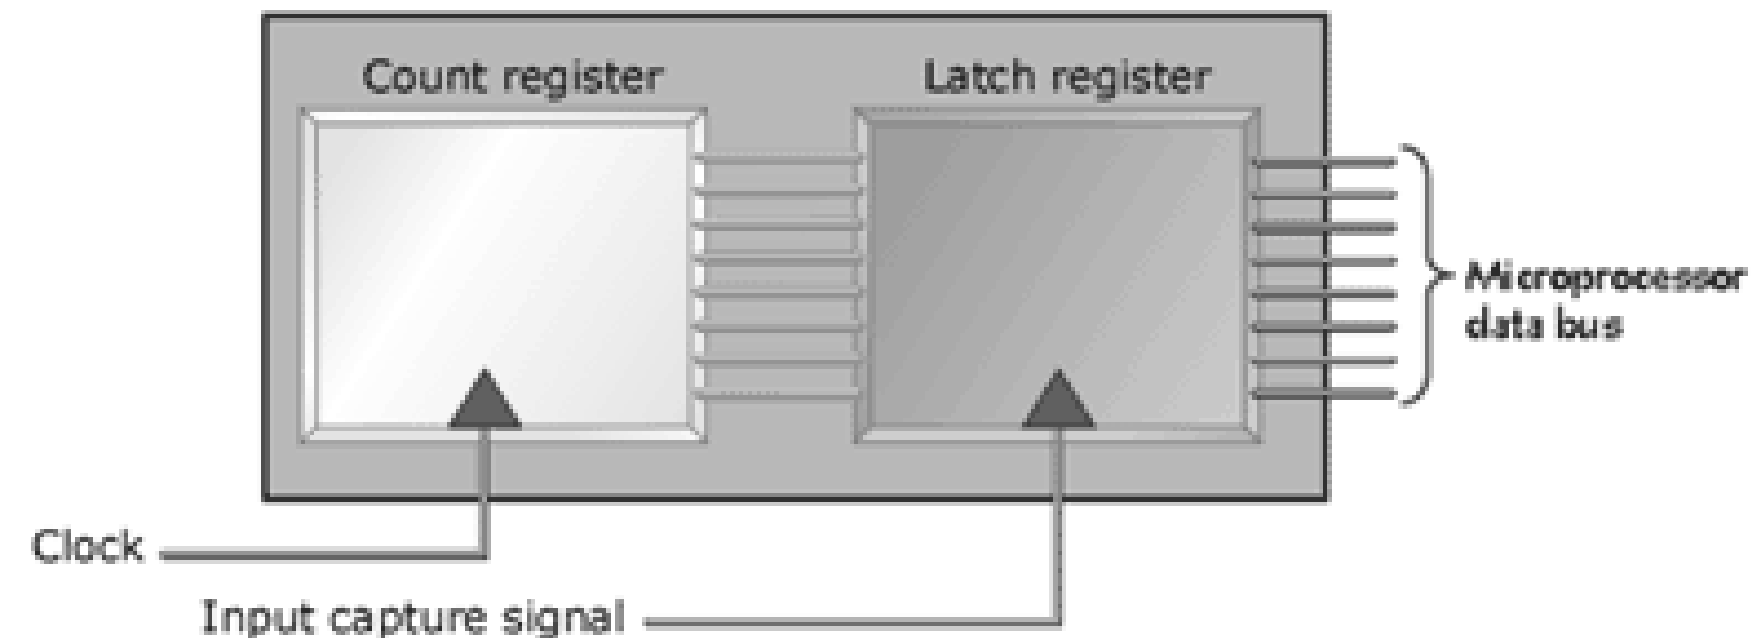 Count register
Latch register
Microprocessor
data bus
Clock
Input capture signal